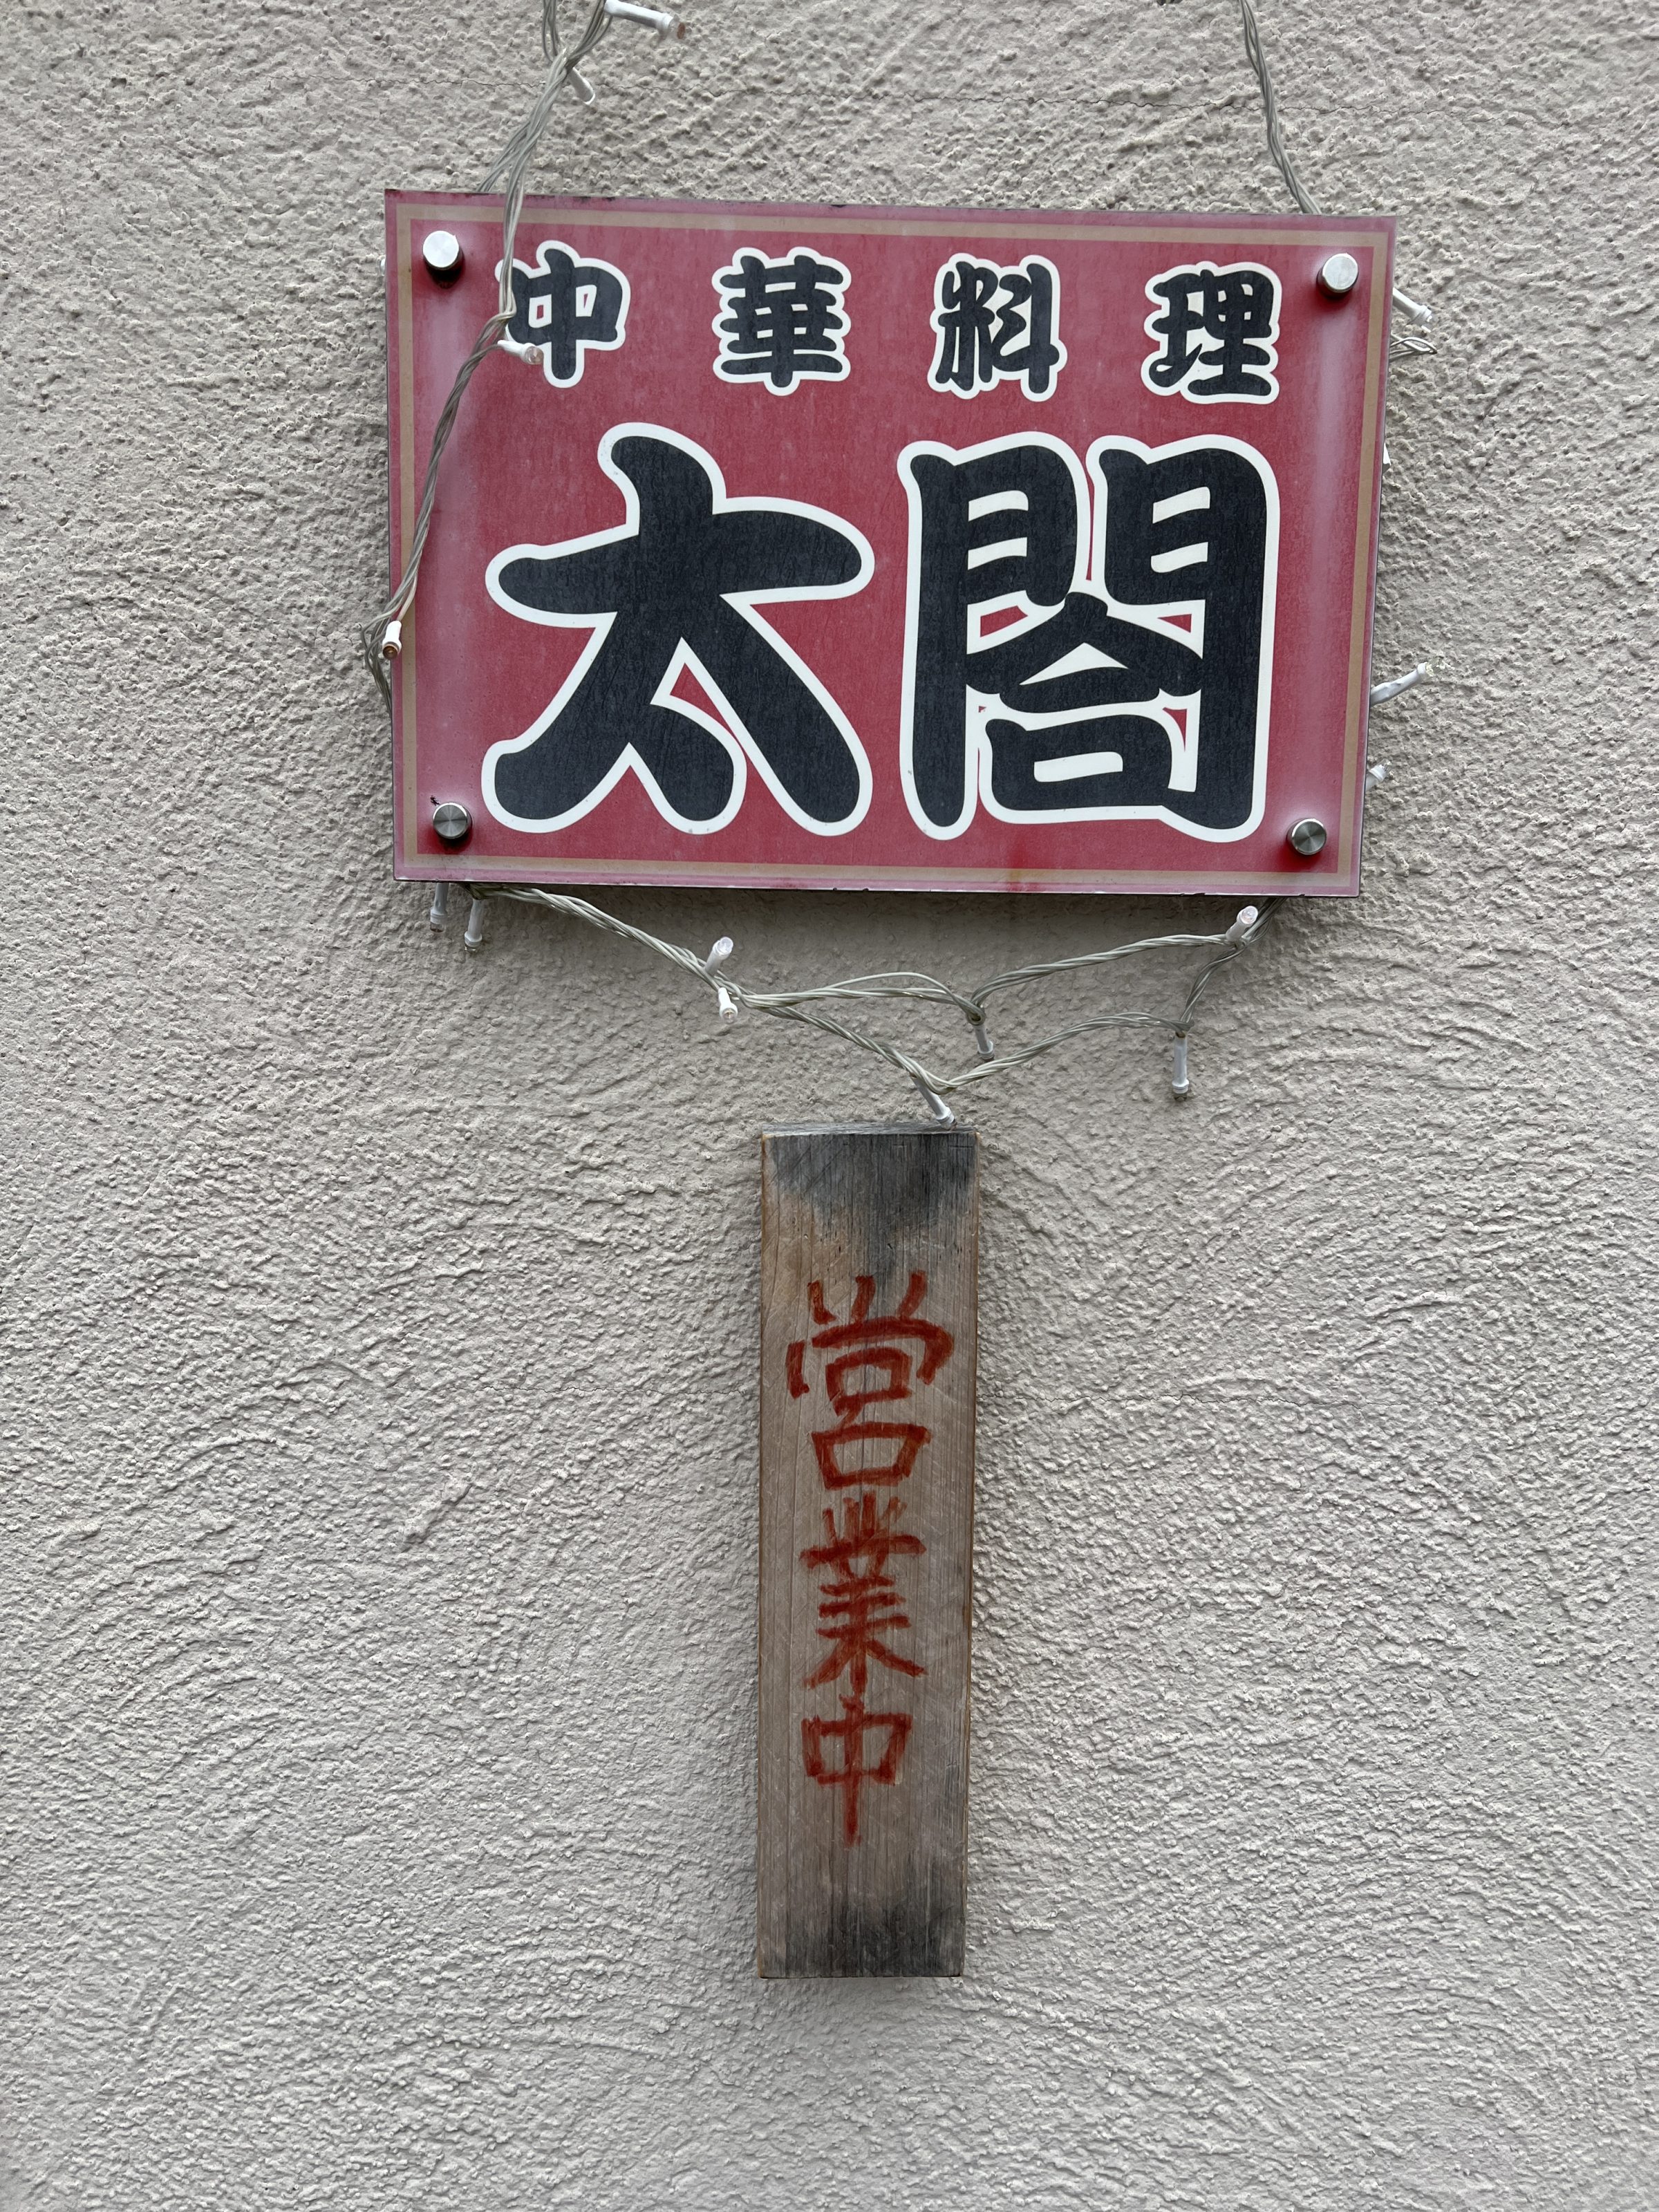 中華料理
太閤
営業中